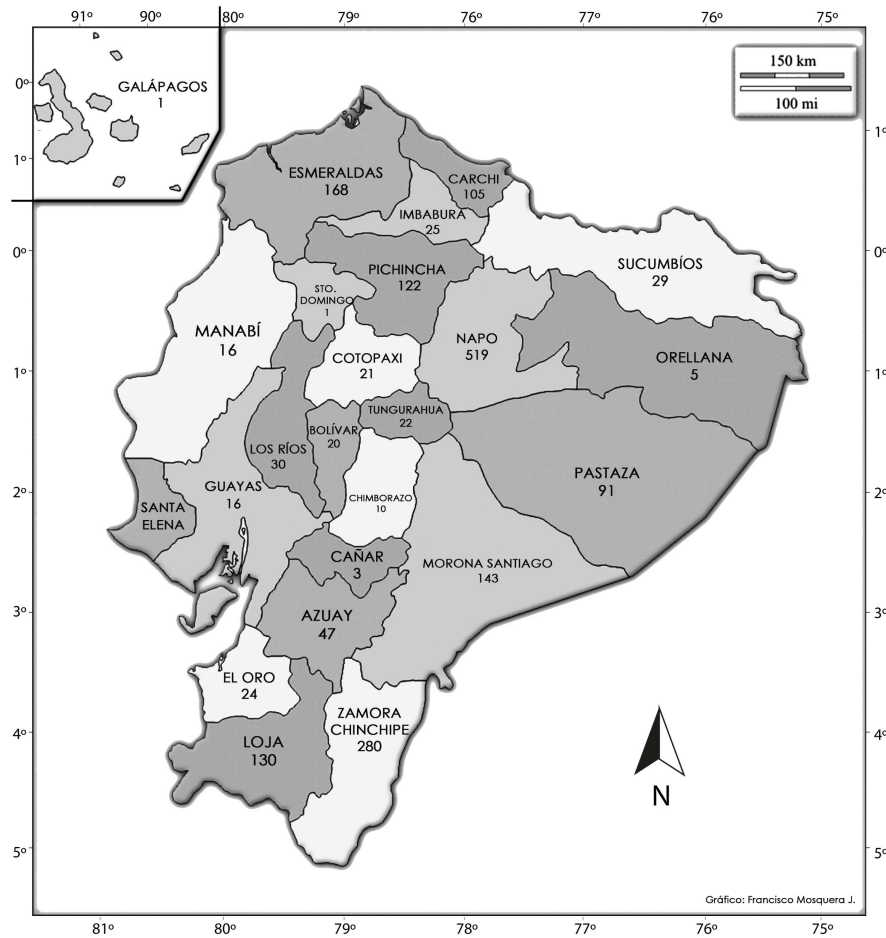 91º 90º 80º 79º 78º 77º 76º 75º
0º
1º
0º
1º
2º
3º
4º
5º
GALÁPAGOS
1
150 km
100 mi
1º
0º
1º
2º
3º
4º
5º
ESMERALDAS
168
CARCHI
105
IMBABURA
25
PICHINCHA
122
SUCUMBÍOS
29
STO.
DOMINGO
1
MANABÍ
16
NAPO
519
COTOPAXI
21
ORELLANA
5
TUNGURAHUA
22
BOLÍVAR
20
LOS RÍOS
30
GUAYAS
16
SANTA
ELENA
CHIMBORAZO
10
PASTAZA
91
CAÑAR
3
MORONA SANTIAGO
143
AZUAY
47
EL ORO
24
ZAMORA
CHINCHIPE
280
LOJA
130
N
Gráfico: Francisco Mosquera J.
81º 80º 79º 78º 77º 76º 75º